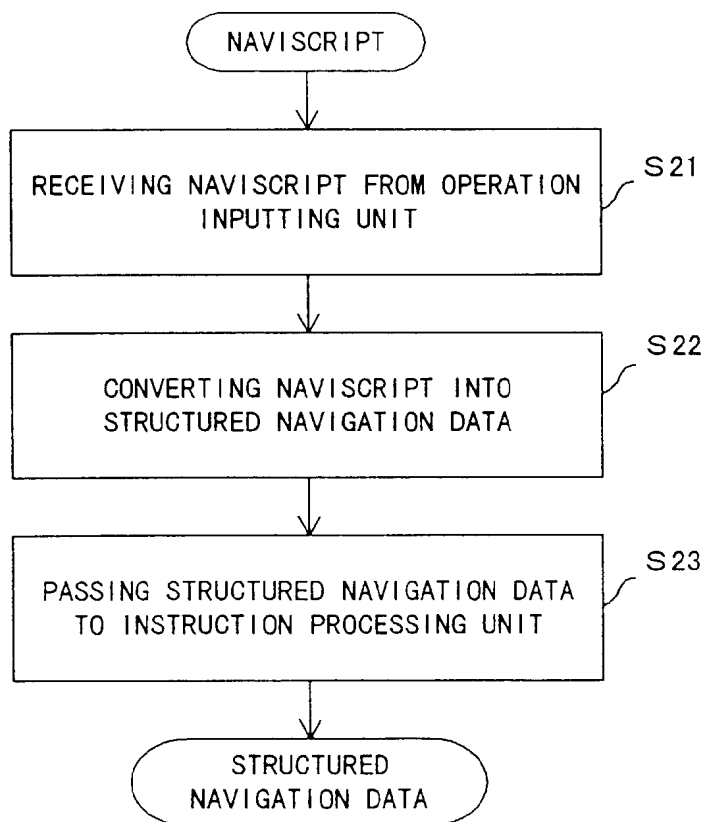 NAVISCRIPT
RECEIVING NAVISCRIPT FROM OPERATION
INPUTTING UNIT
S21
CONVERTING NAVISCRIPT INTO
STRUCTURED NAVIGATION DATA
S22
PASSING STRUCTURED NAVIGATION DATA
TO INSTRUCTION PROCESSING UNIT
S23
STRUCTURED
NAVIGATION DATA